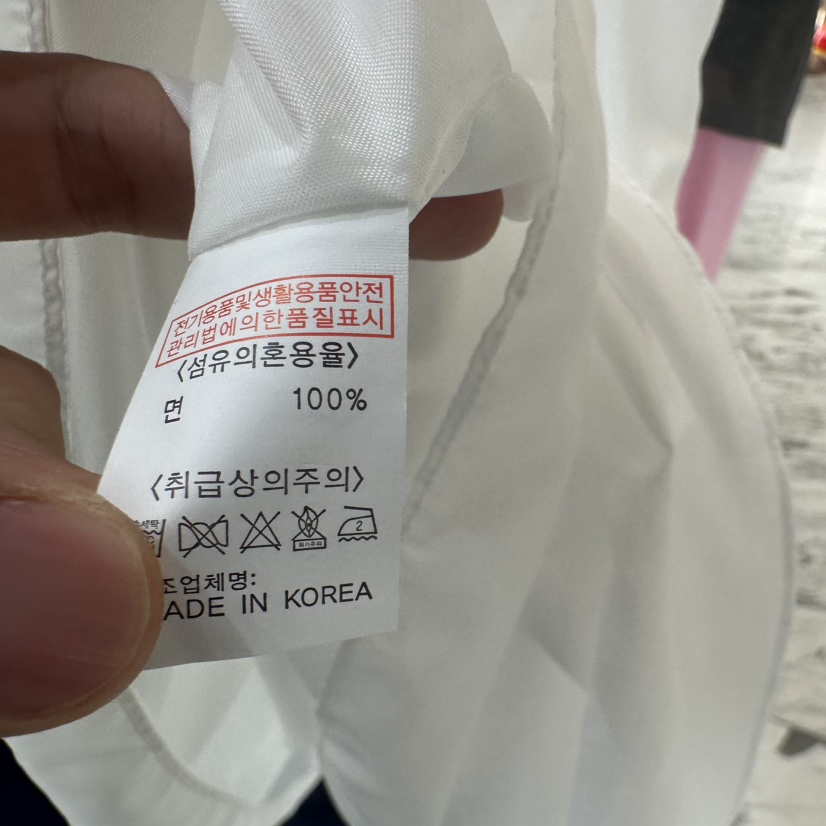 전기용품및생활용품안전
관리법에의한품질표시
<섬유의혼용율>
면 100%
<취급상의주의>
2
조업체명:
ADE IN KOREA